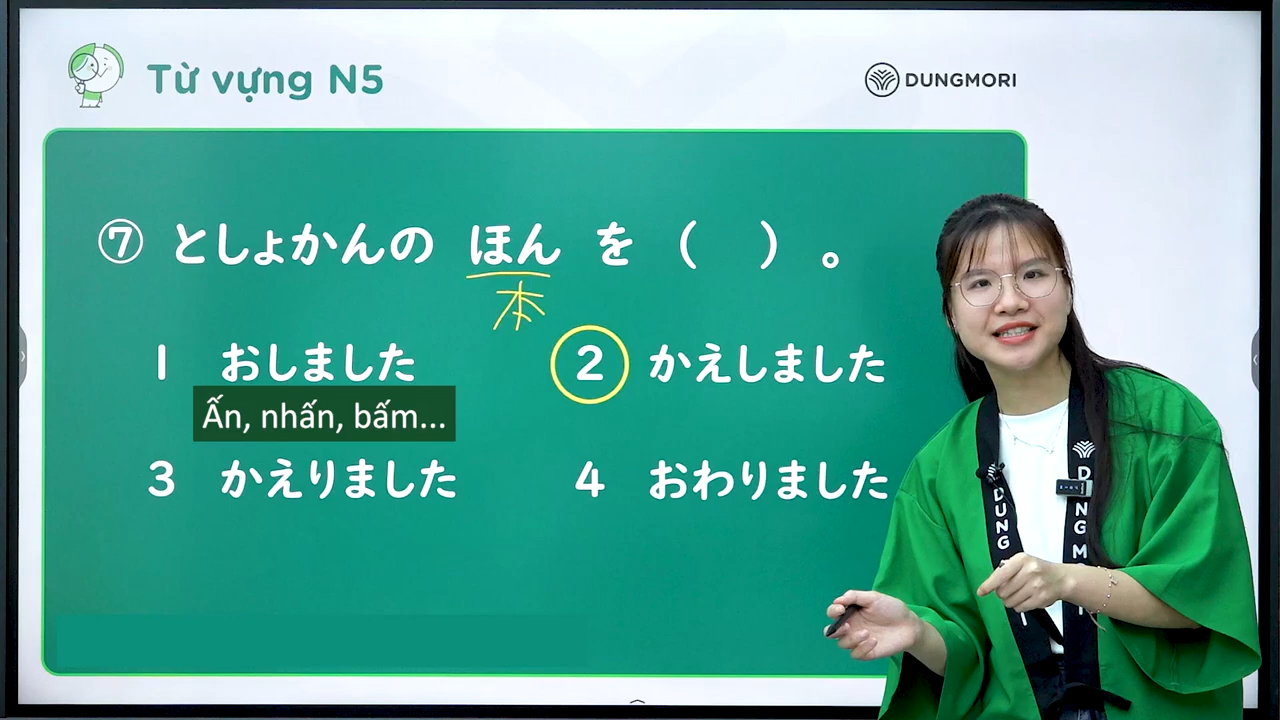 Từ vựng N5
DUNGMORI
⑦ としょかんの ほん を ( ) 。
本
1 おしました
② かえしました
Ấn, nhấn, bấm...
3 かえりました
4 おわりました
DUNG
DUNG M